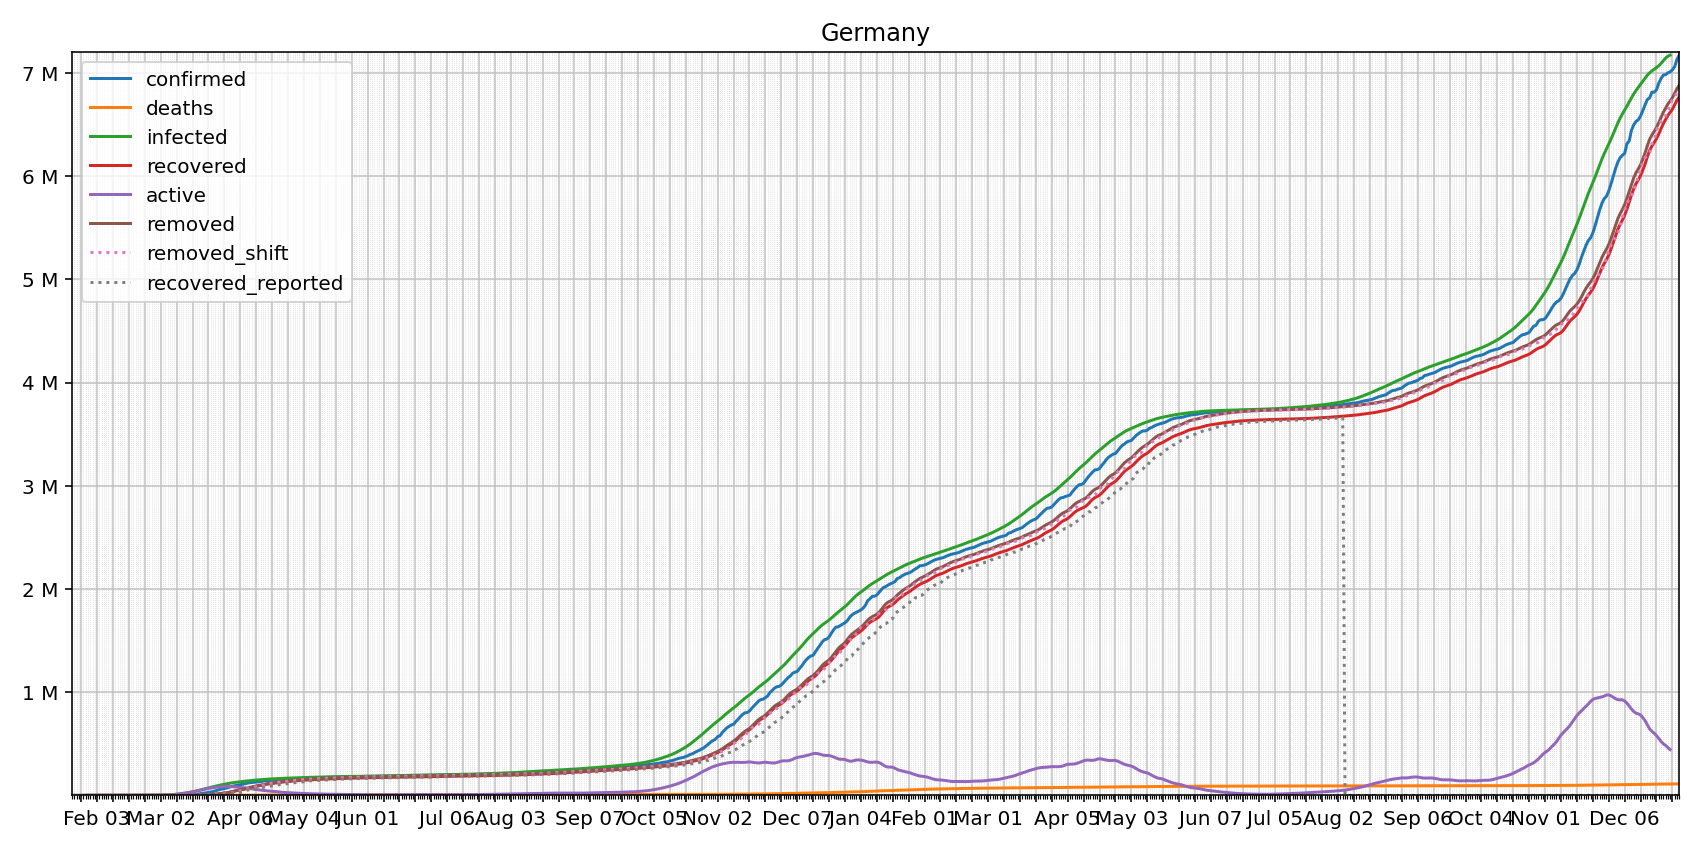 Germany
7 M
6 M
5 M
4 M
3 M
2 M
1 M
confirmed
deaths
infected
recovered
active
removed
removed_shift
recovered_reported
Feb 03 Mar 02 Apr 06 May 04 Jun 01 Jul 06 Aug 03 Sep 07 Oct 05 Nov 02 Dec 07 Jan 04 Feb 01 Mar 01 Apr 05 May 03 Jun 07 Jul 05 Aug 02 Sep 06 Oct 04 Nov 01 Dec 06